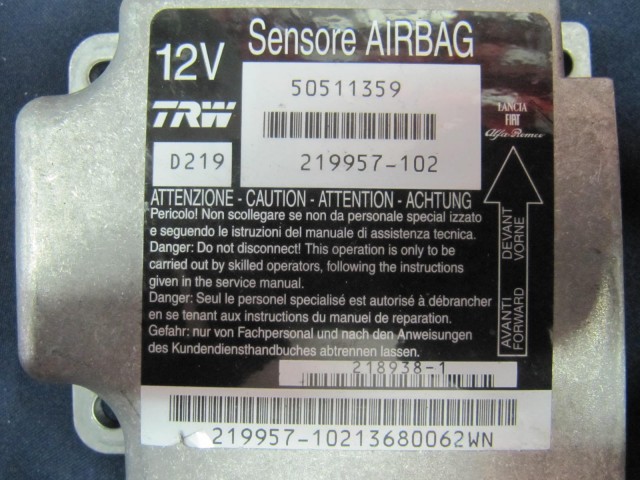 Sensore AIRBAG
12V
50511359
TRW
D219
219957-102
LANCIA
FIAT
Alfa Romeo
ATTENZIONE - CAUTION - ATTENTION - ACHTUNG
Pericolo! Non scollegare se non da personale special izzato
e seguendo le istruzioni del manuale di assistenza tecnica.
Danger: Do not disconnect! This operation is only to be
carried out by skilled operators, following the instructions
given in the service manual.
Danger: Seul le personel specialisé est autorisé à débrancher
en se tenant aux instructions du manuel de reparation.
Gefahr: nur von Fachpersonal und nach den Anweisungen
des Kundendiensthandbuches abtrennen lassen.
AVANTI DEVANT
FORWARD VORNE
218938-1
219957-10213680062WN